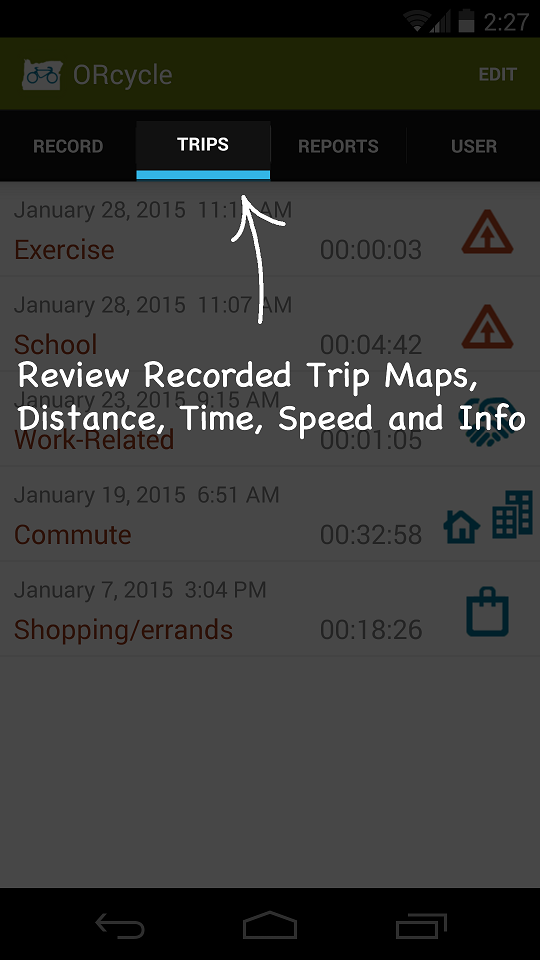 2:27
ORcycle EDIT
RECORD TRIPS REPORTS USER
January 28, 2015 AM
Exercise 00:00:03
January 28, 2015 11:07 AM
School 00:04:42
Review Recorded Trip Maps,
January 23, 2015 9:15 AM
Distance, Time, Speed and Info
Work-Related 00:01:05
January 19, 2015 6:51 AM
Commute 00:32:58
January 7, 2015 3:04 PM
Shopping/errands 00:18:26